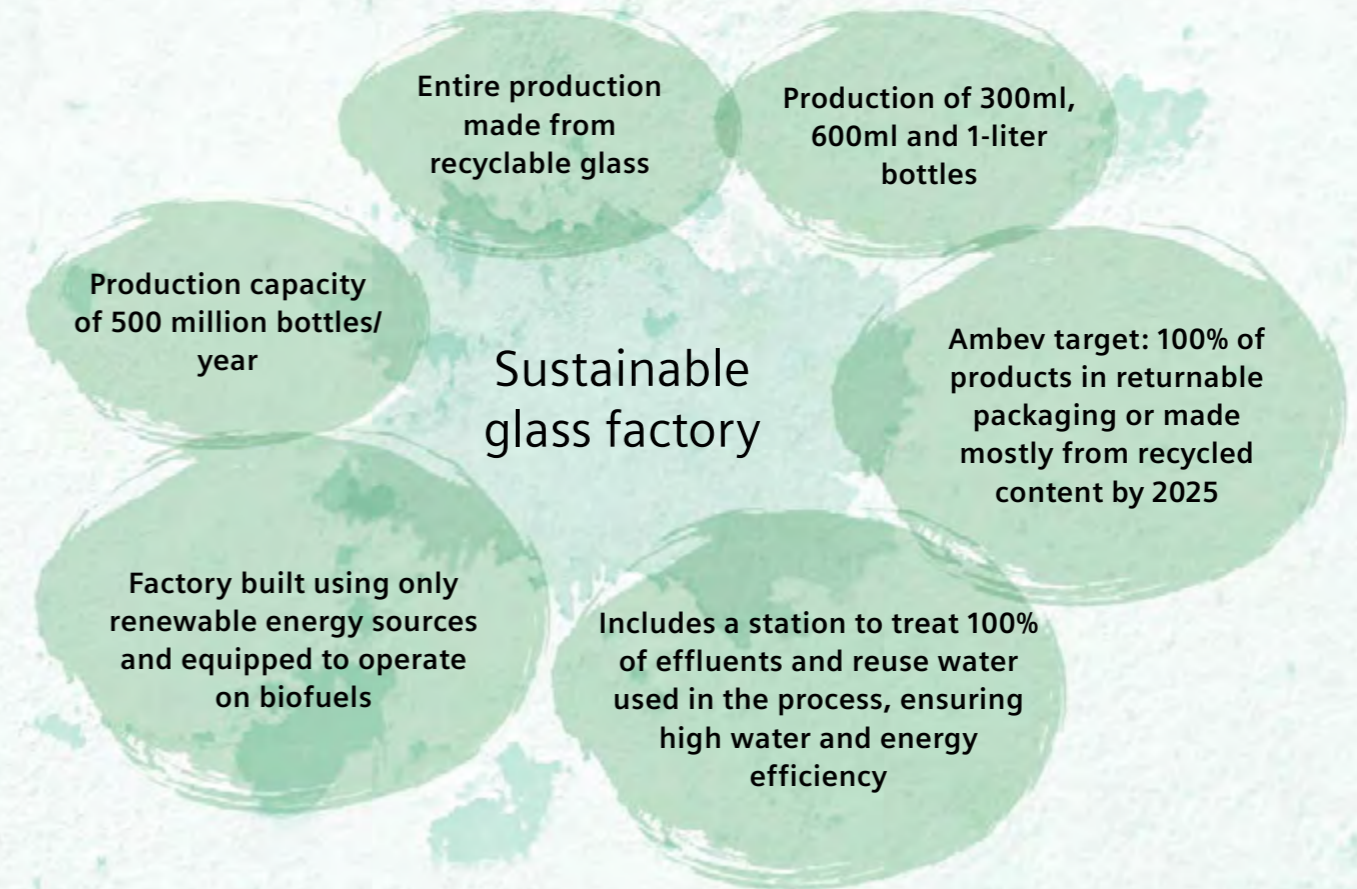 Entire production
made from
recyclable glass
Production of 300ml,
600ml and 1-liter
bottles
Production capacity
of 500 million bottles/
year
Sustainable
glass factory
Ambev target: 100% of
products in returnable
packaging or made
mostly from recycled
content by 2025
Factory built using only
renewable energy sources
and equipped to operate
on biofuels
Includes a station to treat 100%
of effluents and reuse water
used in the process, ensuring
high water and energy
efficiency